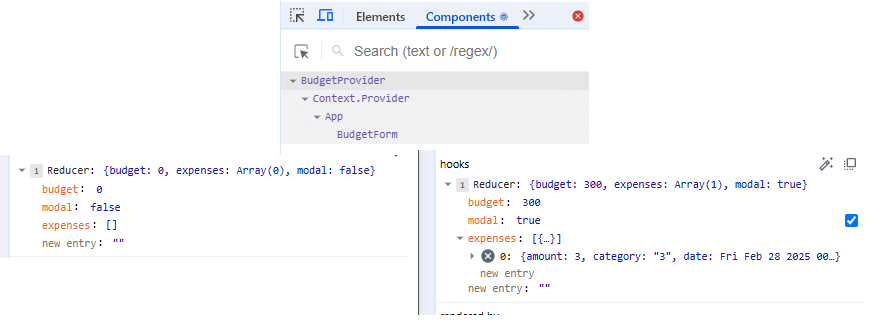 Elements Components
Search (text or /regex/)
BudgetProvider
Context.Provider
App
BudgetForm
1 Reducer: {budget: 0, expenses: Array(0), modal: false}
budget: 0
modal: false
expenses: []
new entry: ""
hooks
1 Reducer: {budget: 300, expenses: Array(1), modal: true}
budget: 300
modal: true
expenses: [{…}]
0: {amount: 3, category: "3", date: Fri Feb 28 2025 00…}
new entry
new entry: ""